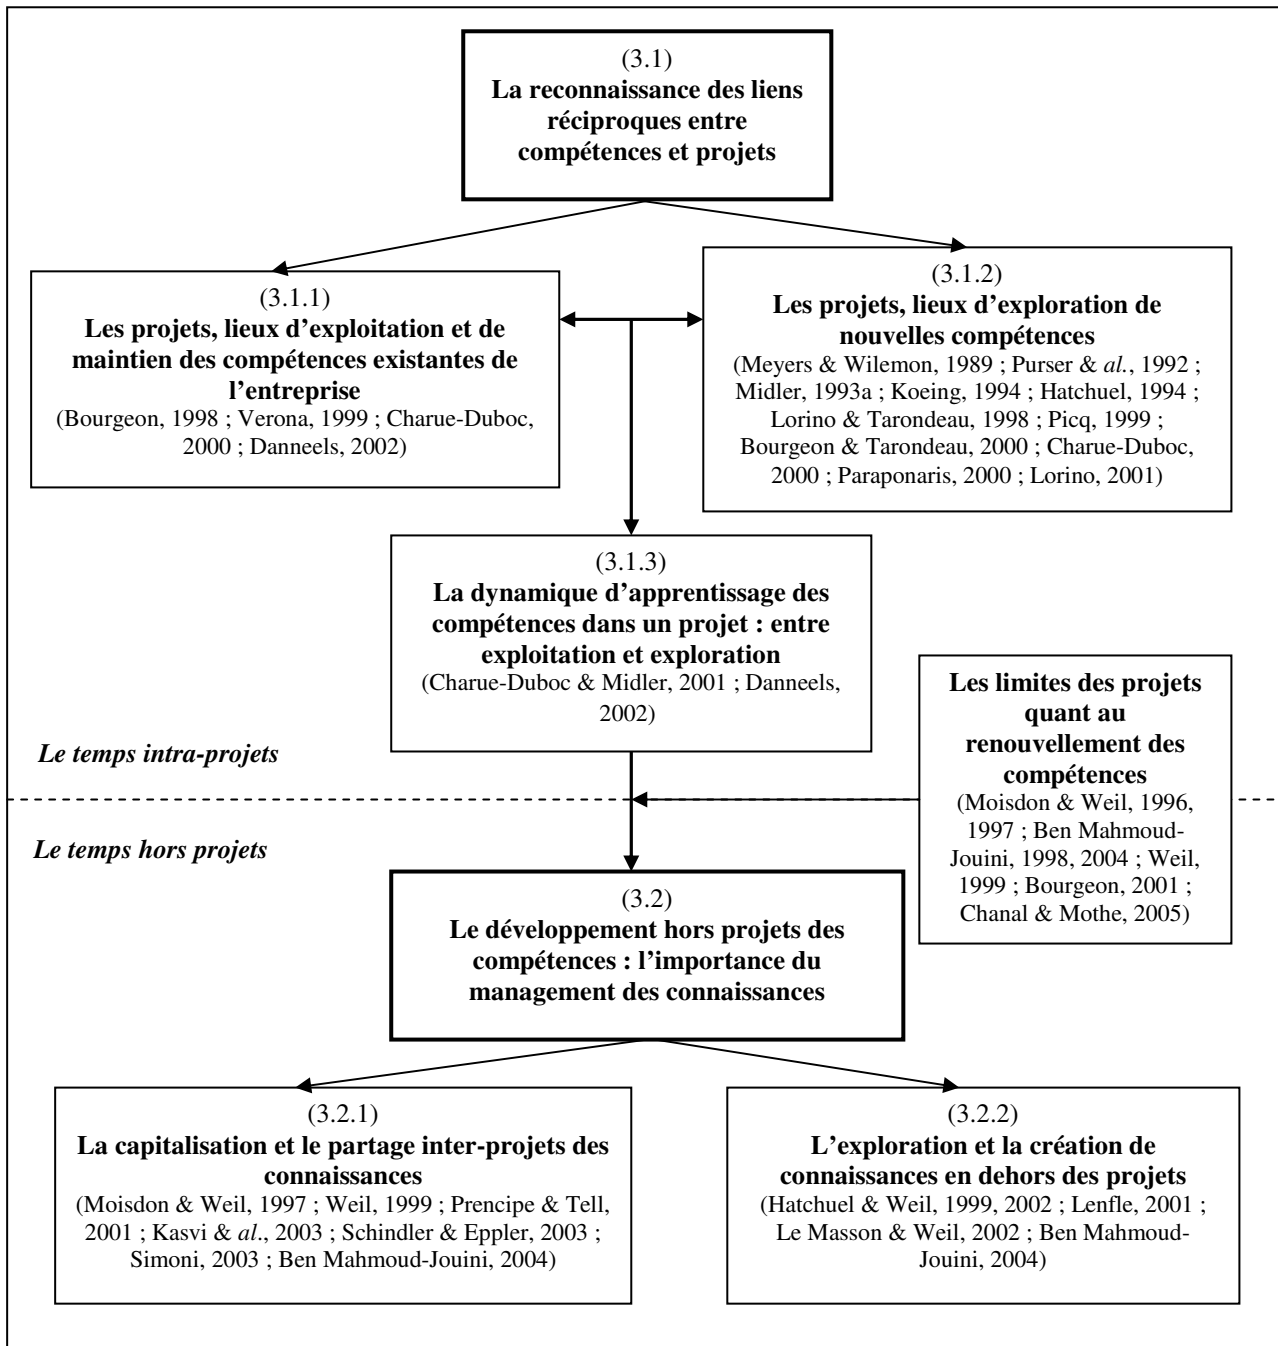 (3.1)
La reconnaissance des liens
réciproques entre
compétences et projets
(3.1.1)
Les projets, lieux d’exploitation et de
maintien des compétences existantes de
l’entreprise
(Bourgeon, 1998 ; Verona, 1999 ; Charue-Duboc,
2000 ; Danneels, 2002)
(3.1.2)
Les projets, lieux d’exploration de
nouvelles compétences
(Meyers & Wilemon, 1989 ; Purser & al., 1992 ;
Midler, 1993a ; Koeing, 1994 ; Hatchuel, 1994 ;
Lorino & Tarondeau, 1998 ; Picq, 1999 ;
Bourgeon & Tarondeau, 2000 ; Charue-Duboc,
2000 ; Paraponaris, 2000 ; Lorino, 2001)
(3.1.3)
La dynamique d’apprentissage des
compétences dans un projet : entre
exploitation et exploration
(Charue-Duboc & Midler, 2001 ; Danneels,
2002)
Les limites des projets
quant au
renouvellement des
compétences
(Moisdon & Weil, 1996,
1997 ; Ben Mahmoud-
Jouini, 1998, 2004 ; Weil,
1999 ; Bourgeon, 2001 ;
Chanal & Mothe, 2005)
Le temps intra-projets
Le temps hors projets
(3.2)
Le développement hors projets des
compétences : l’importance du
management des connaissances
(3.2.1)
La capitalisation et le partage inter-projets des
connaissances
(Moisdon & Weil, 1997 ; Weil, 1999 ; Prencipe & Tell,
2001 ; Kasvi & al., 2003 ; Schindler & Eppler, 2003 ;
Simoni, 2003 ; Ben Mahmoud-Jouini, 2004)
(3.2.2)
L’exploration et la création de
connaissances en dehors des projets
(Hatchuel & Weil, 1999, 2002 ; Lenfle, 2001 ;
Le Masson & Weil, 2002 ; Ben Mahmoud-
Jouini, 2004)